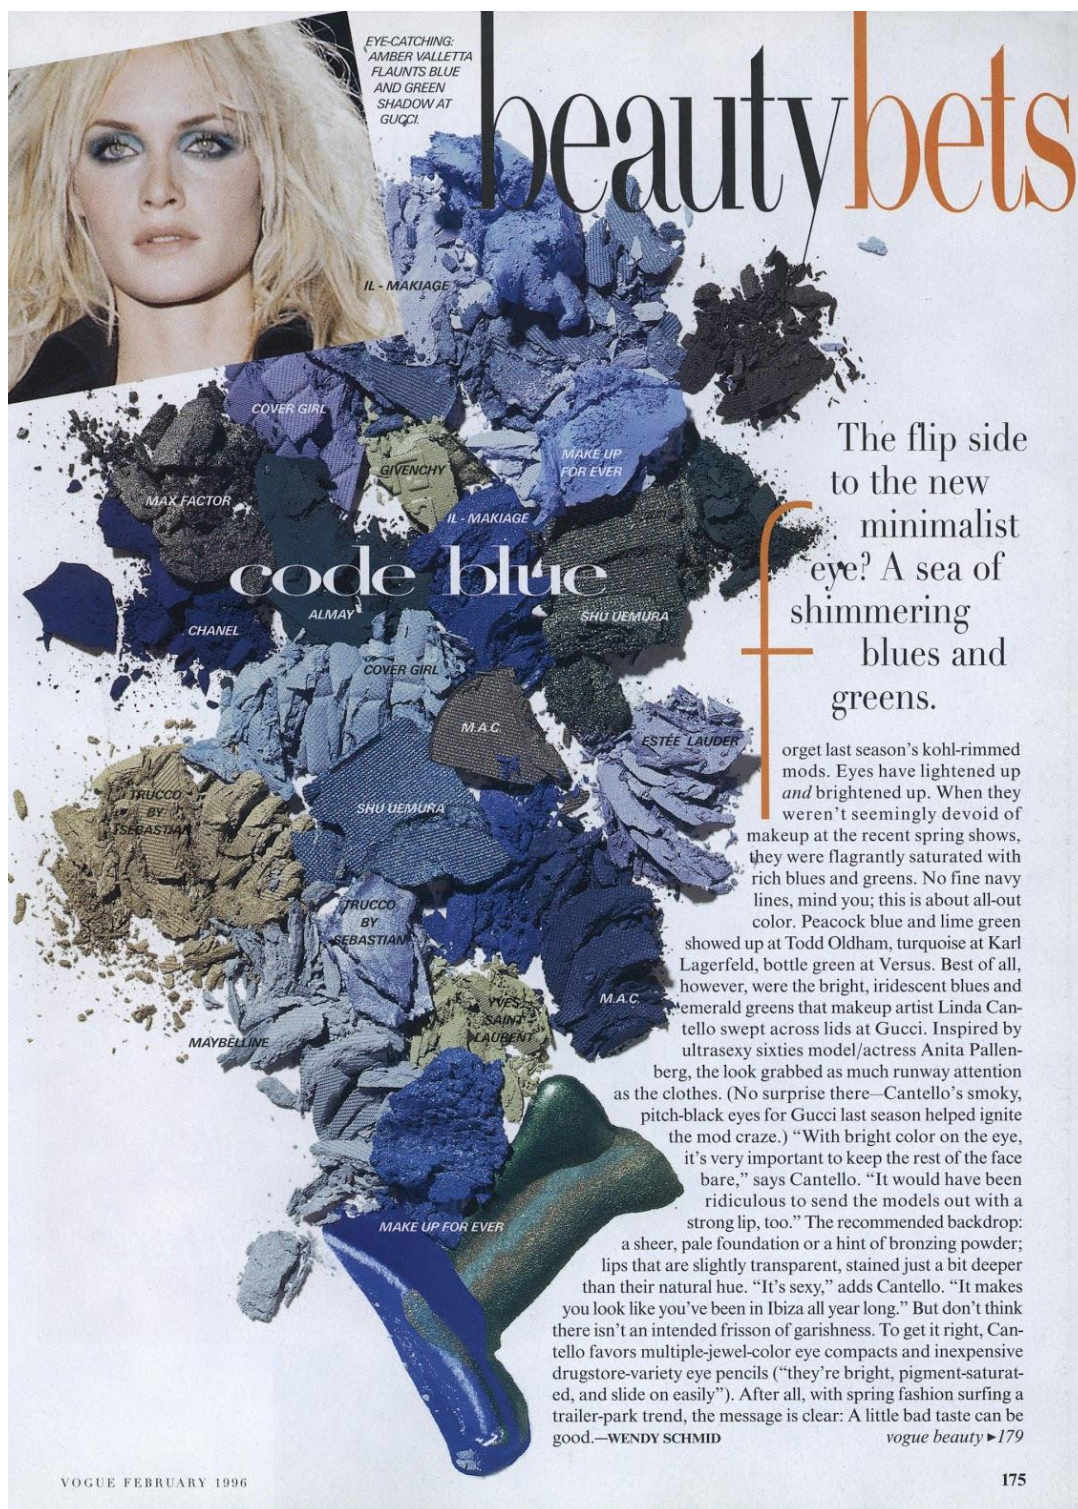 EYE-CATCHING:
AMBER VALLETTA
FLAUNTS BLUE
AND GREEN
SHADOW AT
GUCCI.
beautybets
IL - MAKIAGE
COVER GIRL
GIVENCHY
MAKE UP
FOR EVER
MAX FACTOR
IL - MAKIAGE
code blue
ALMAY
SHU UEMURA
CHANEL
COVER GIRL
M.A.C.
ESTÉE LAUDER
TRUCCO
BY
SEBASTIAN
SHU UEMURA
TRUCCO
BY
SEBASTIAN
YVES
SAINT
LAURENT
M.A.C.
MAYBELLINE
MAKE UP FOR EVER
The flip side
to the new
minimalist
eye? A sea of
shimmering
blues and
greens.
forget last season's kohl-rimmed
mods. Eyes have lightened up
and brightened up. When they
weren't seemingly devoid of
makeup at the recent spring shows,
they were flagrantly saturated with
rich blues and greens. No fine navy
lines, mind you; this is about all-out
color. Peacock blue and lime green
showed up at Todd Oldham, turquoise at Karl
Lagerfeld, bottle green at Versus. Best of all,
however, were the bright, iridescent blues and
emerald greens that makeup artist Linda Can-
tello swept across lids at Gucci. Inspired by
ultrasexy sixties model/actress Anita Pallen-
berg, the look grabbed as much runway attention
as the clothes. (No surprise there—Cantello's smoky,
pitch-black eyes for Gucci last season helped ignite
the mod craze.) "With bright color on the eye,
it's very important to keep the rest of the face
bare," says Cantello. "It would have been
ridiculous to send the models out with a
strong lip, too." The recommended backdrop:
a sheer, pale foundation or a hint of bronzing powder;
lips that are slightly transparent, stained just a bit deeper
than their natural hue. "It's sexy," adds Cantello. "It makes
you look like you've been in Ibiza all year long." But don't think
there isn't an intended frisson of garishness. To get it right, Can-
tello favors multiple-jewel-color eye compacts and inexpensive
drugstore-variety eye pencils ("they're bright, pigment-saturat-
ed, and slide on easily"). After all, with spring fashion surfing a
trailer-park trend, the message is clear: A little bad taste can be
good.—WENDY SCHMID
vogue beauty ▸179
VOGUE FEBRUARY 1996
175